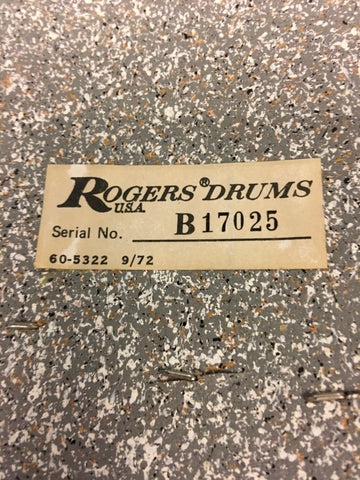 ROGERS® DRUMS
U.S.A.
Serial No. B17025
60-5322 9/72